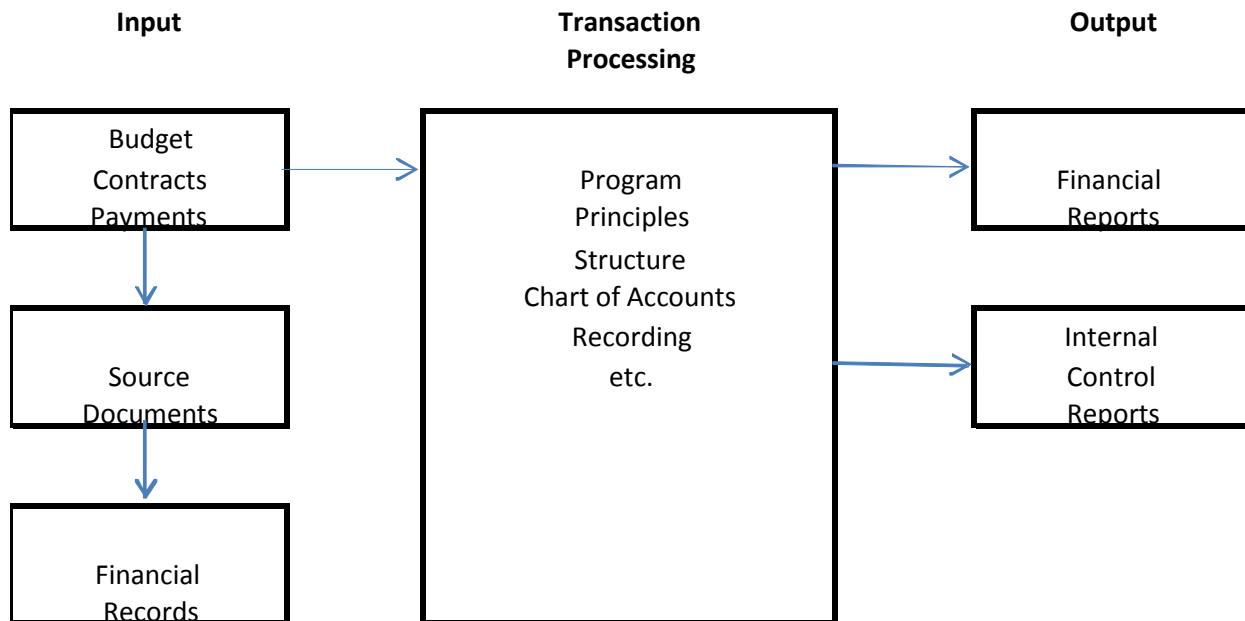 Input
Transaction
Processing
Output
Budget
Contracts
Payments
Source
Documents
Financial
Records
Program
Principles
Structure
Chart of Accounts
Recording
etc.
Financial
Reports
Internal
Control
Reports